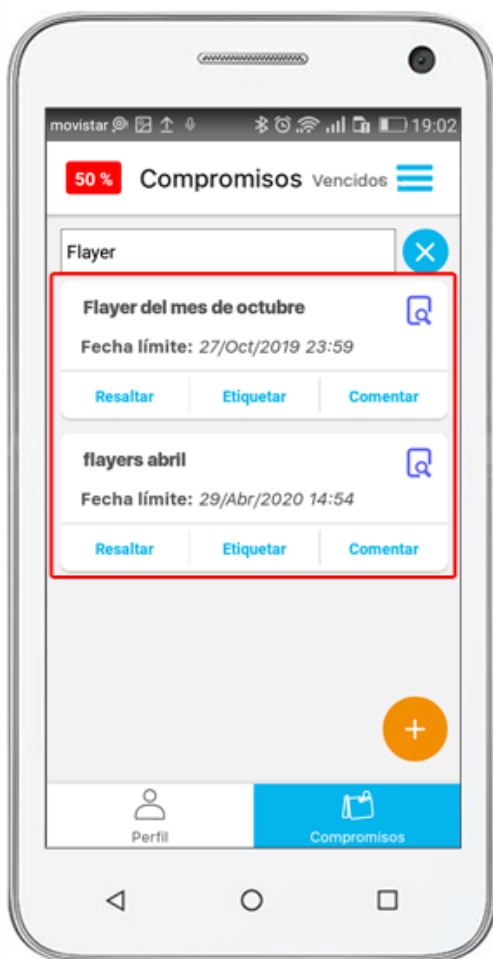 movistar 19:02
50 % Compromisos Vencidos
Flayer
Flayer del mes de octubre
Fecha límite: 27/Oct/2019 23:59
Resaltar Etiquetar Comentar
flayers abril
Fecha límite: 29/Abr/2020 14:54
Resaltar Etiquetar Comentar
Perfil Compromisos